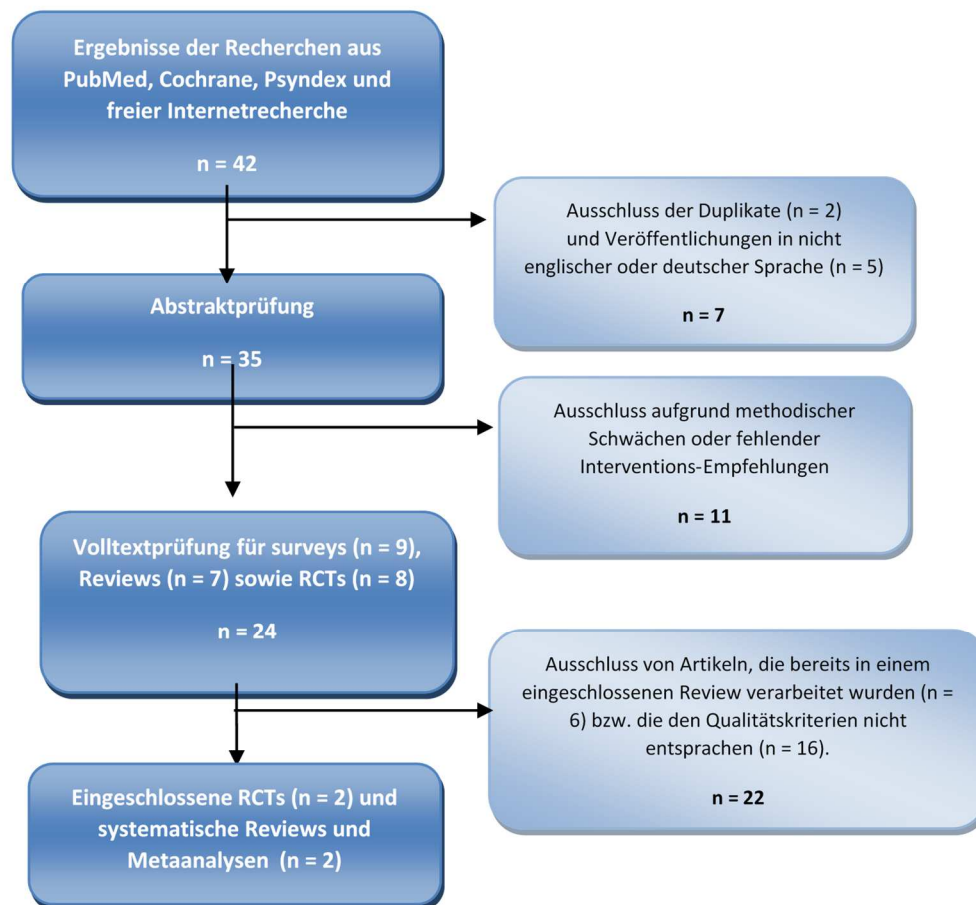 Ergebnisse der Recherchen aus
PubMed, Cochrane, Psyndex und
freier Internetrecherche
n = 42
Ausschluss der Duplikate (n = 2)
und Veröffentlichungen in nicht
englischer oder deutscher Sprache (n = 5)
n = 7
Abstraktprüfung
n = 35
Ausschluss aufgrund methodischer
Schwächen oder fehlender
Interventions-Empfehlungen
n = 11
Volltextprüfung für surveys (n = 9),
Reviews (n = 7) sowie RCTs (n = 8)
n = 24
Ausschluss von Artikeln, die bereits in einem
eingeschlossenen Review verarbeitet wurden (n =
6) bzw. die den Qualitätskriterien nicht
entsprachen (n = 16).
n = 22
Eingeschlossene RCTs (n = 2) und
systematische Reviews und
Metaanalysen (n = 2)